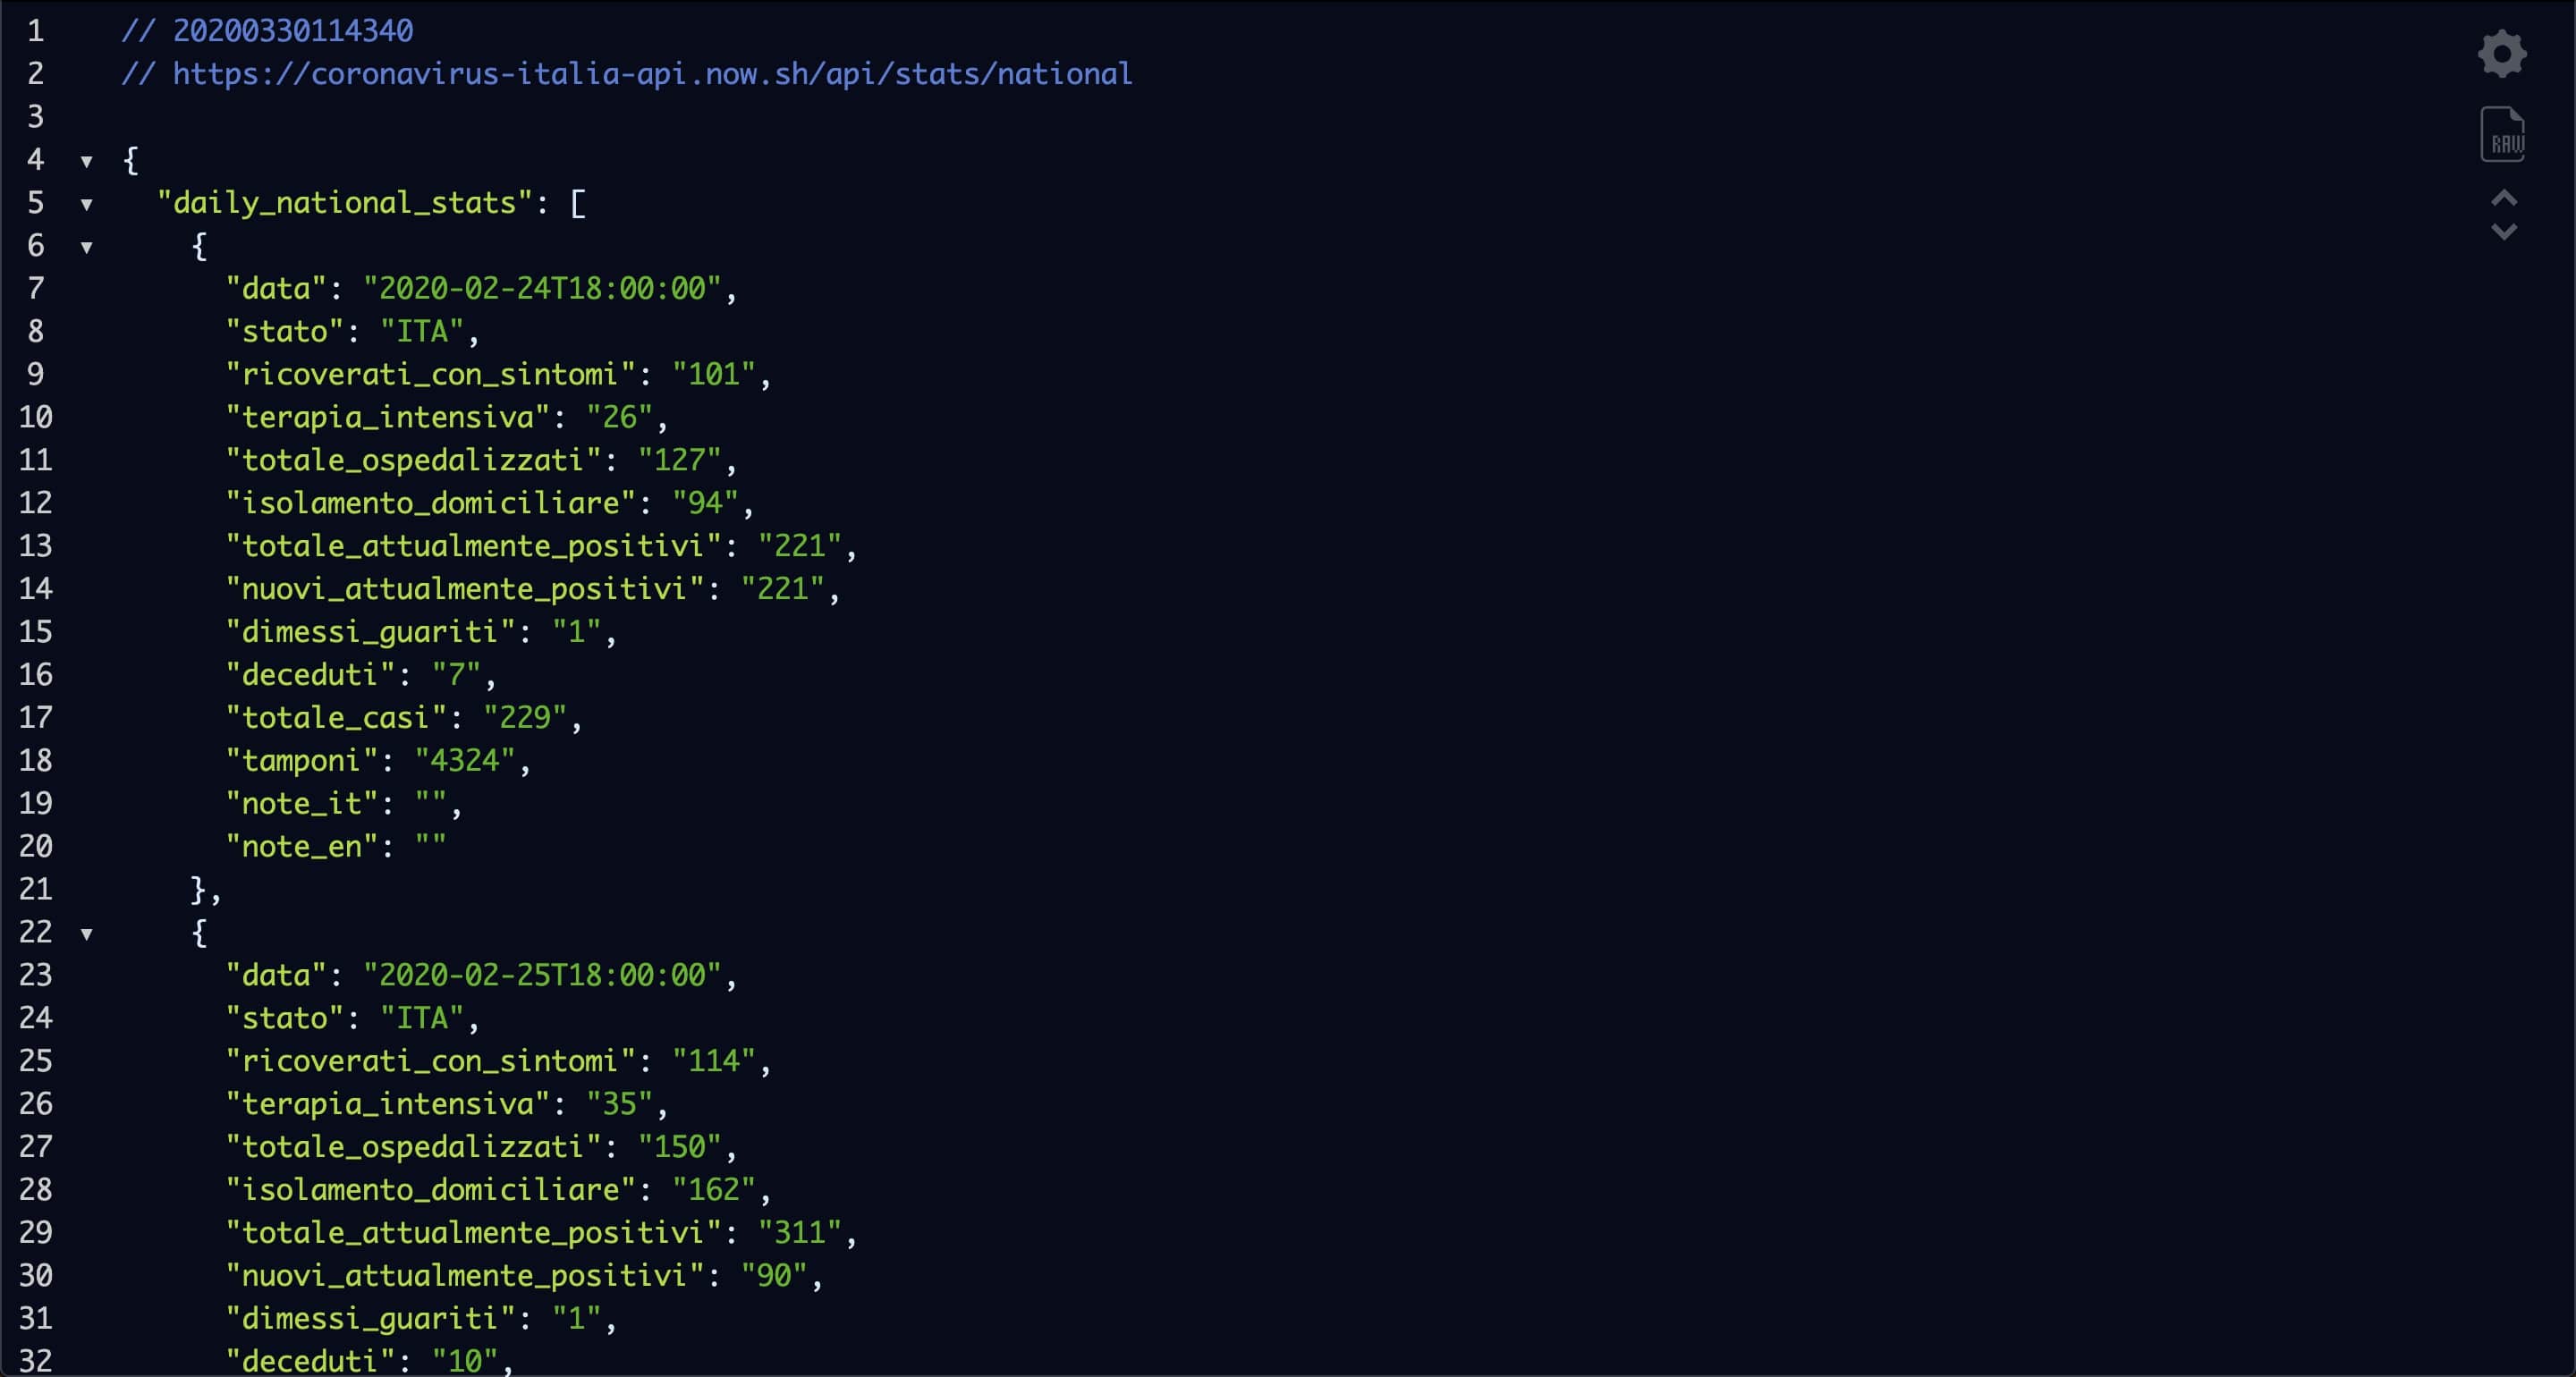 1 // 20200330114340
2 // https://coronavirus-italia-api.now.sh/api/stats/national
3
4 ▼ {
5 ▼ "daily_national_stats": [
6 ▼ {
7 "data": "2020-02-24T18:00:00",
8 "stato": "ITA",
9 "ricoverati_con_sintomi": "101",
10 "terapia_intensiva": "26",
11 "totale_ospedalizzati": "127",
12 "isolamento_domiciliare": "94",
13 "totale_attualmente_positivi": "221",
14 "nuovi_attualmente_positivi": "221",
15 "dimessi_guariti": "1",
16 "deceduti": "7",
17 "totale_casi": "229",
18 "tamponi": "4324",
19 "note_it": "",
20 "note_en": ""
21 },
22 ▼ {
23 "data": "2020-02-25T18:00:00",
24 "stato": "ITA",
25 "ricoverati_con_sintomi": "114",
26 "terapia_intensiva": "35",
27 "totale_ospedalizzati": "150",
28 "isolamento_domiciliare": "162",
29 "totale_attualmente_positivi": "311",
30 "nuovi_attualmente_positivi": "90",
31 "dimessi_guariti": "1",
32 "deceduti": "10",
RAW